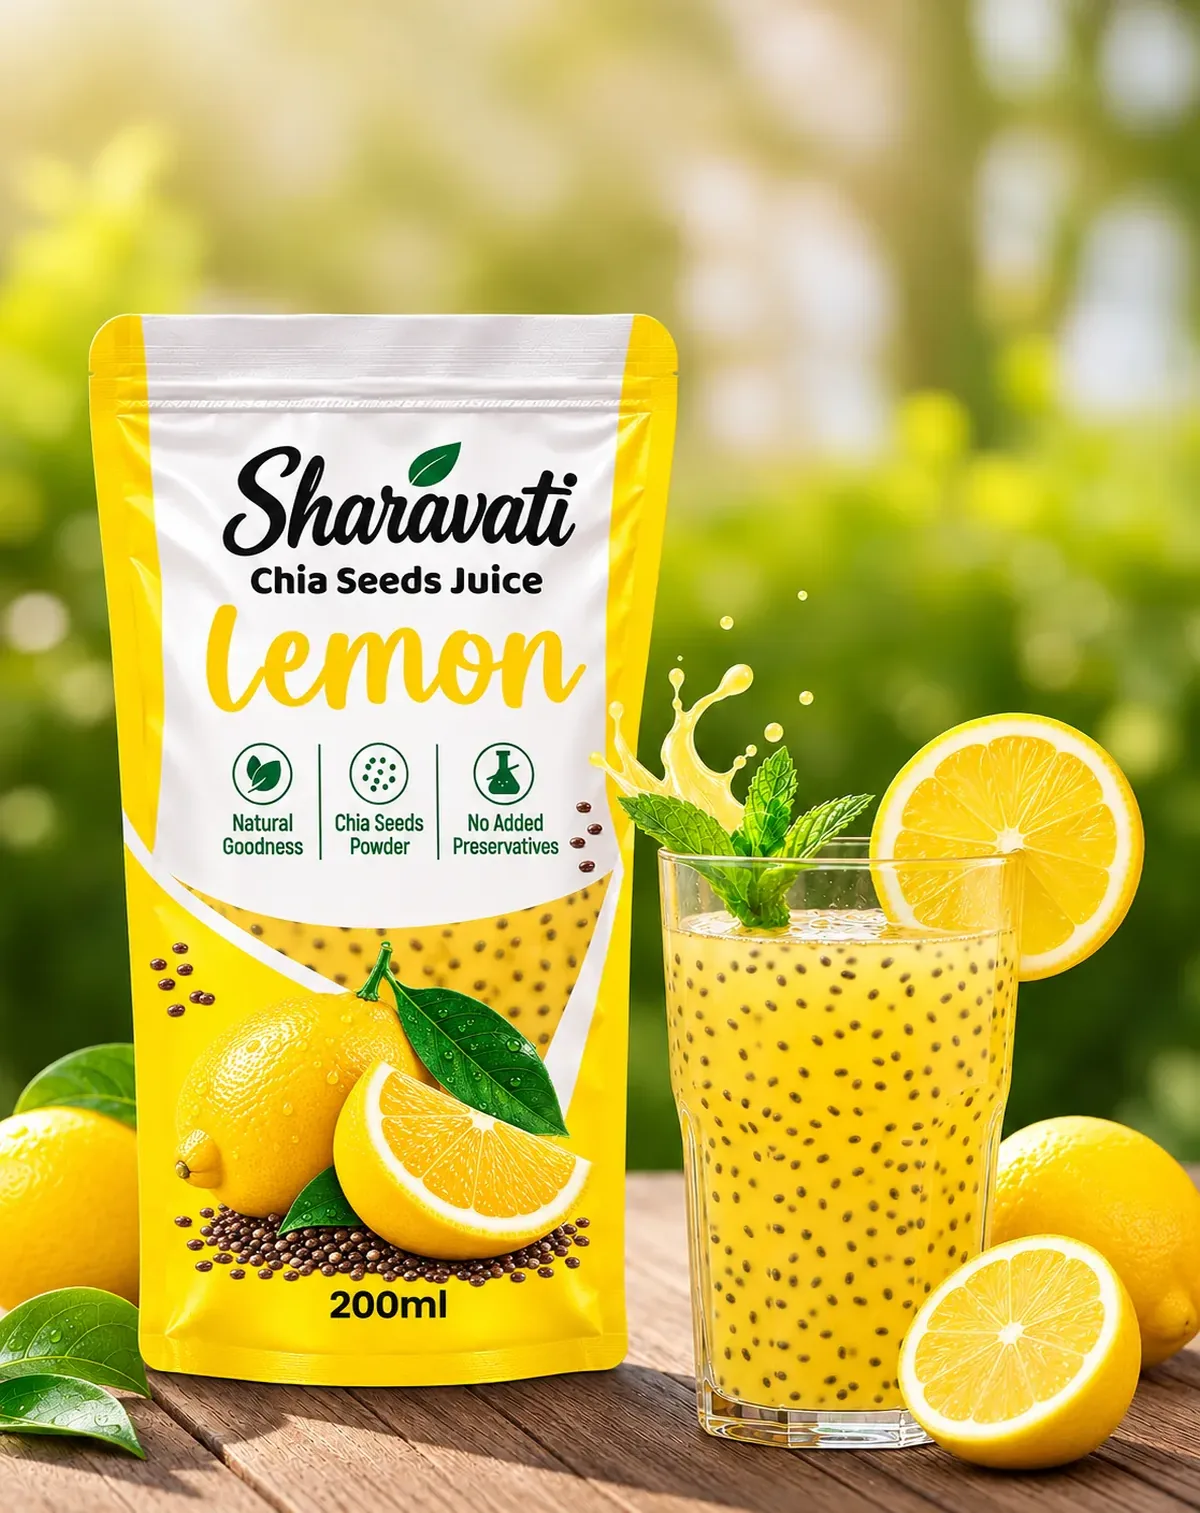 Sharavati
Chia Seeds Juice
Lemon
Natural
Goodness
Chia Seeds
Powder
No Added
Preservatives
200ml